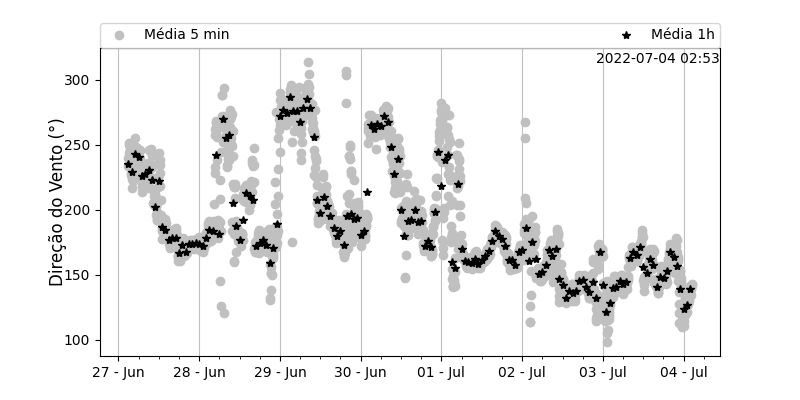 Média 5 min Média 1h
2022-07-04 02:53
Direção do Vento (°)
300
250
200
150
100
27 - Jun 28 - Jun 29 - Jun 30 - Jun 01 - Jul 02 - Jul 03 - Jul 04 - Jul